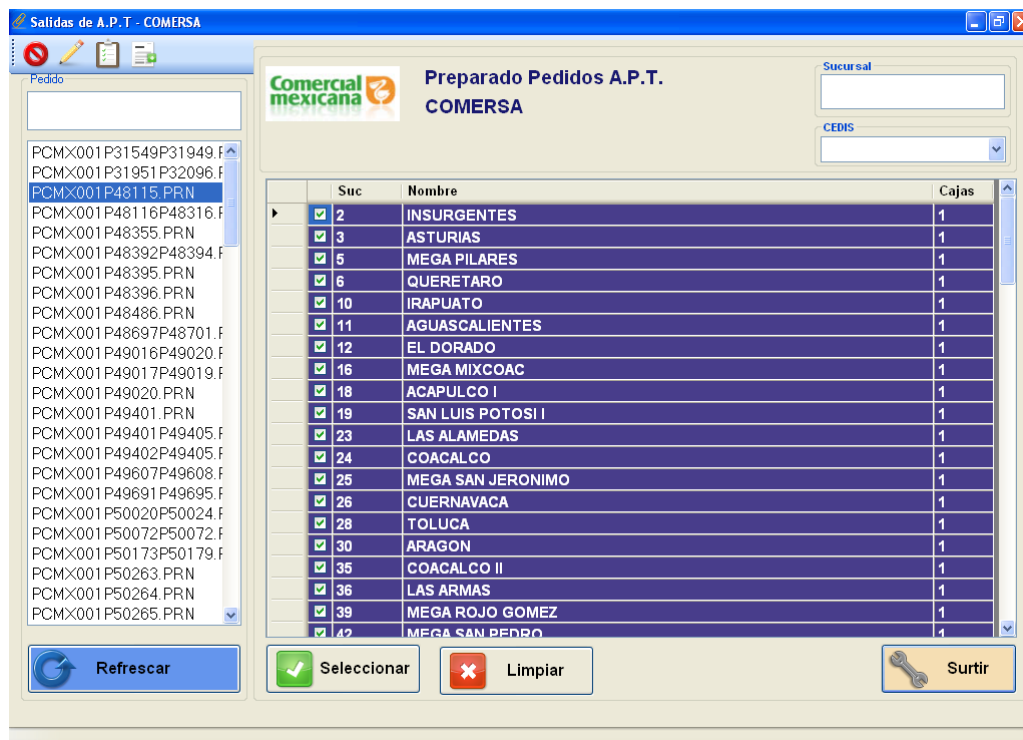 Salidas de A.P.T - COMERSA
Pedido
PCMX001P31549P31949.F
PCMX001P31951P32096.F
PCMX001P48115.PRN
PCMX001P48116P48316.F
PCMX001P48355.PRN
PCMX001P48392P48394.F
PCMX001P48395.PRN
PCMX001P48396.PRN
PCMX001P48486.PRN
PCMX001P48697P48701.F
PCMX001P49016P49020.F
PCMX001P49017P49019.F
PCMX001P49020.PRN
PCMX001P49401.PRN
PCMX001P49401P49405.F
PCMX001P49402P49405.F
PCMX001P49607P49608.F
PCMX001P49691P49695.F
PCMX001P50020P50024.F
PCMX001P50072P50072.F
PCMX001P50173P50179.F
PCMX001P50263.PRN
PCMX001P50264.PRN
PCMX001P50265.PRN
Refrescar
Comercial
mexicana
Preparado Pedidos A.P.T.
COMERSA
Sucursal
CEDIS
Suc Nombre Cajas
2 INSURGENTES 1
3 ASTURIAS 1
5 MEGA PILARES 1
6 QUERETARO 1
10 IRAPUATO 1
11 AGUASCALIENTES 1
12 EL DORADO 1
16 MEGA MIXCOAC 1
18 ACAPULCO I 1
19 SAN LUIS POTOSI I 1
23 LAS ALAMEDAS 1
24 COACALCO 1
25 MEGA SAN JERONIMO 1
26 CUERNAVACA 1
28 TOLUCA 1
30 ARAGON 1
35 COACALCO II 1
36 LAS ARMAS 1
39 MEGA ROJO GOMEZ 1
42 MEGA SAN PEDRO 1
Seleccionar
Limpiar
Surtir